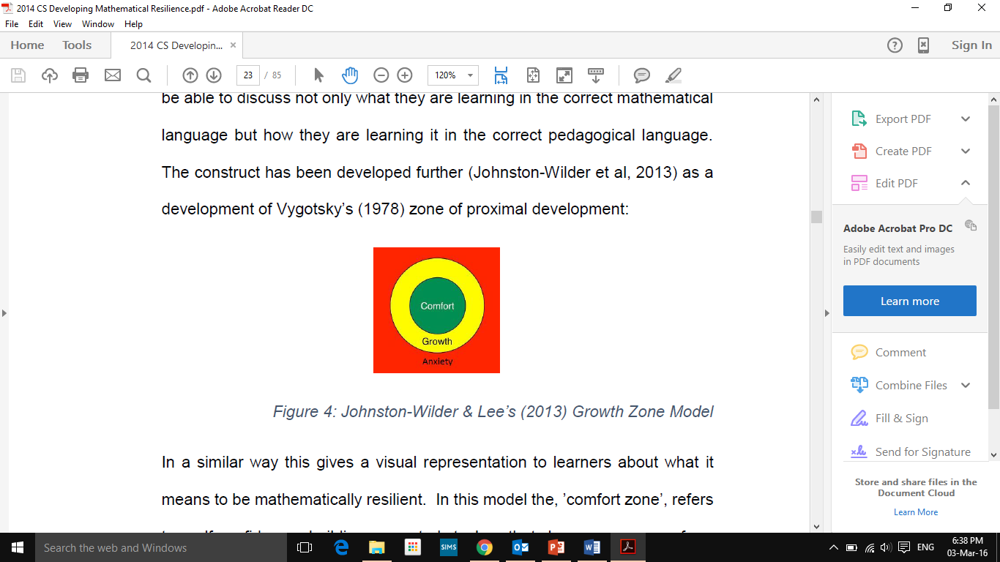 2014 CS Developing Mathematical Resilience.pdf - Adobe Acrobat Reader DC
File Edit View Window Help
Home Tools 2014 CS Developin... × Sign In
23 / 85 120%
be able to discuss not only what they are learning in the correct mathematical
language but how they are learning it in the correct pedagogical language.
The construct has been developed further (Johnston-Wilder et al, 2013) as a
development of Vygotsky's (1978) zone of proximal development:
Comfort
Growth
Anxiety
Figure 4: Johnston-Wilder & Lee's (2013) Growth Zone Model
In a similar way this gives a visual representation to learners about what it
means to be mathematically resilient. In this model the, 'comfort zone', refers
Export PDF
Create PDF
Edit PDF
Adobe Acrobat Pro DC
Easily edit text and images
in PDF documents
Learn more
Comment
Combine Files
Fill & Sign
Send for Signature
Store and share files in the
Document Cloud
Learn More
Search the web and Windows
SIMS
ENG
6:38 PM
03-Mar-16